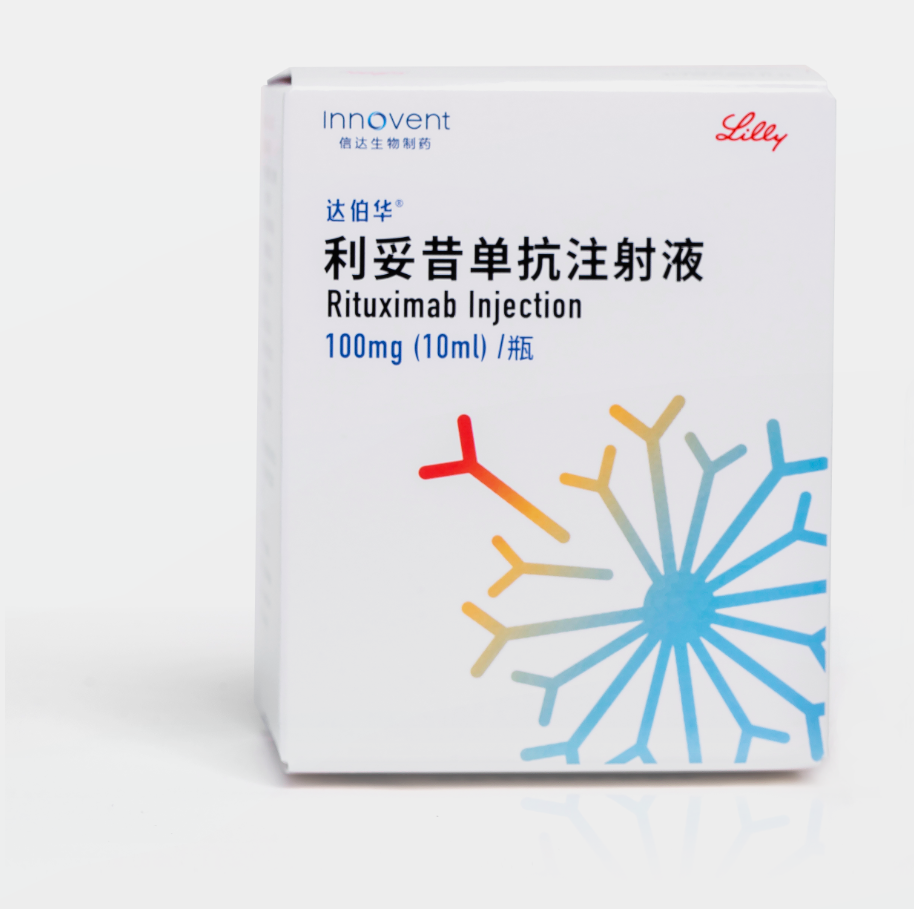 Innovent
信达生物制药
Lilly
达伯华®
利妥昔单抗注射液
Rituximab Injection
100mg (10ml) /瓶